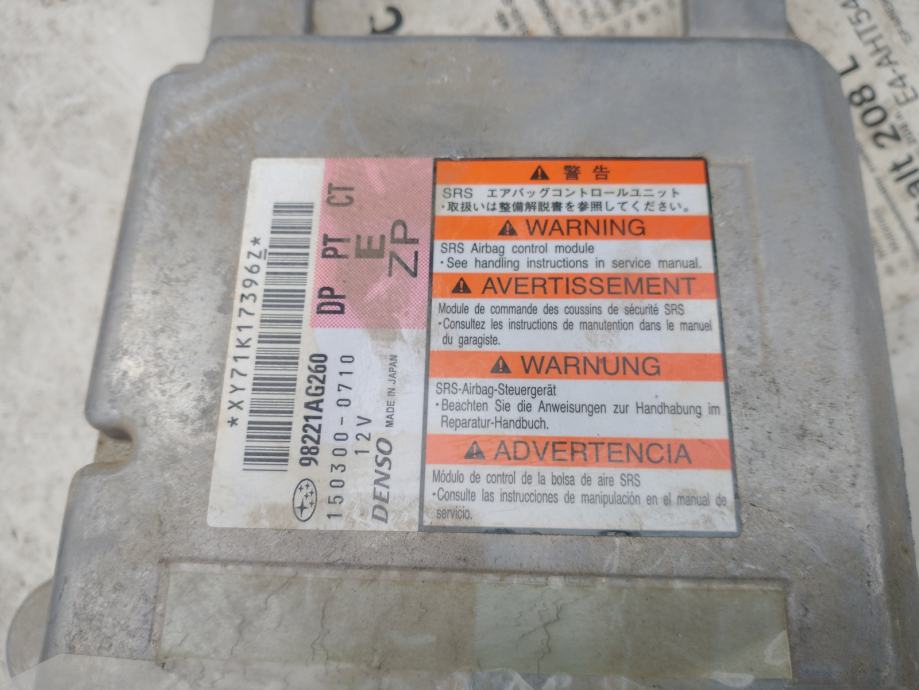 *XY71K17396Z*
DP PT CT
E
ZP
98221AG260
150300-0710
12V
DENSO MADE IN JAPAN
⚠ 警告
SRS エアバッグコントロールユニット
・取扱いは整備解説書を参照してください。
⚠ WARNING
SRS Airbag control module
・See handling instructions in service manual.
⚠ AVERTISSEMENT
Module de commande des coussins de sécurité SRS
・Consultez les instructions de manutention dans le manuel
du garagiste.
⚠ WARNUNG
SRS-Airbag-Steuergerät
・Beachten Sie die Anweisungen zur Handhabung im
Reparatur-Handbuch.
⚠ ADVERTENCIA
Módulo de control de la bolsa de aire SRS
・Consulte las instrucciones de manipulación en el manual de
servicio.
C
alt 208 L
E4-AHT54